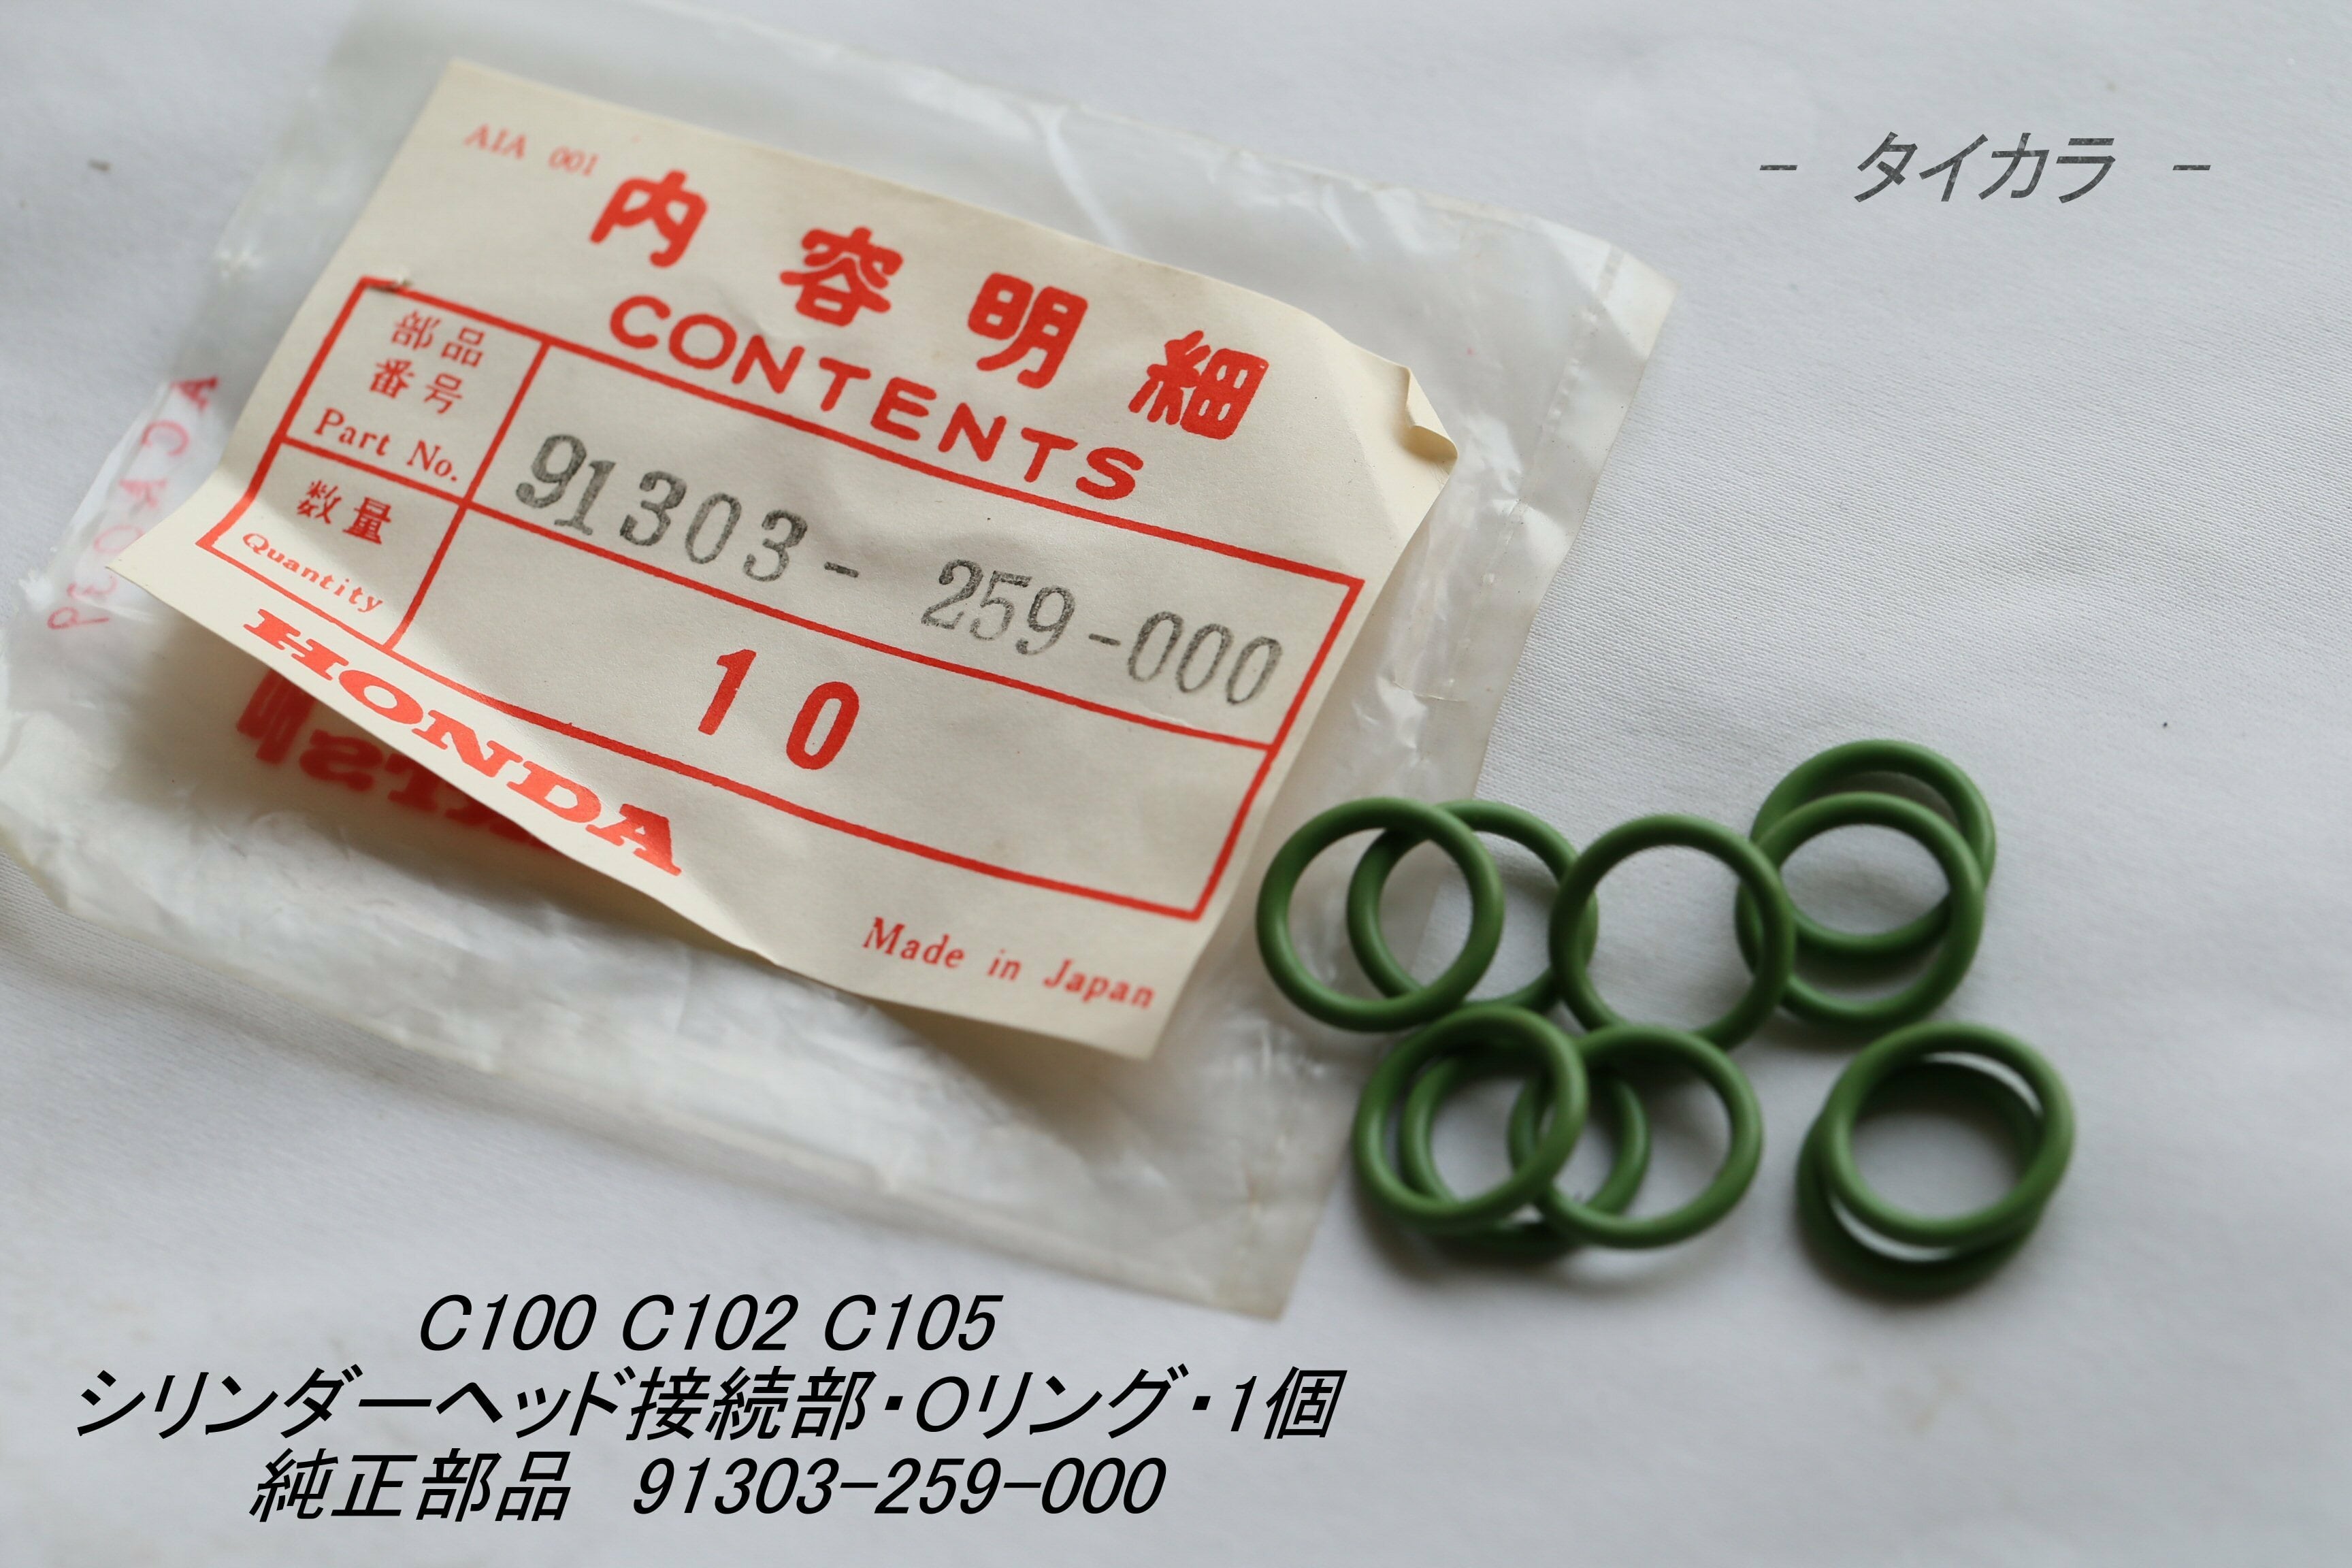 - タイカラ -
AIA 001
内容明細
CONTENTS
部品
番号
Part No.
91303- 259-000
数量
Quantity
10
HONDA
Made in Japan
C100 C102 C105
シリンダーヘッド接続部・Oリング・1個
純正部品 91303-259-000